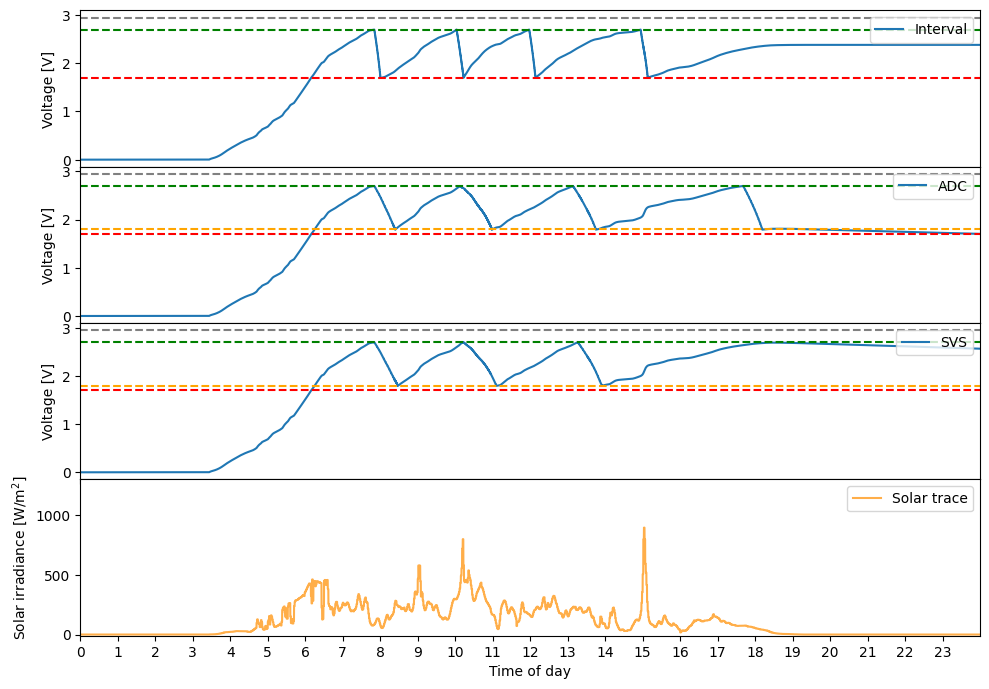 3
2
1
0
Voltage [V]
Interval
3
2
1
0
Voltage [V]
ADC
3
2
1
0
Voltage [V]
SVS
1000
500
0
Solar irradiance [W/m²]
Solar trace
0 1 2 3 4 5 6 7 8 9 10 11 12 13 14 15 16 17 18 19 20 21 22 23
Time of day